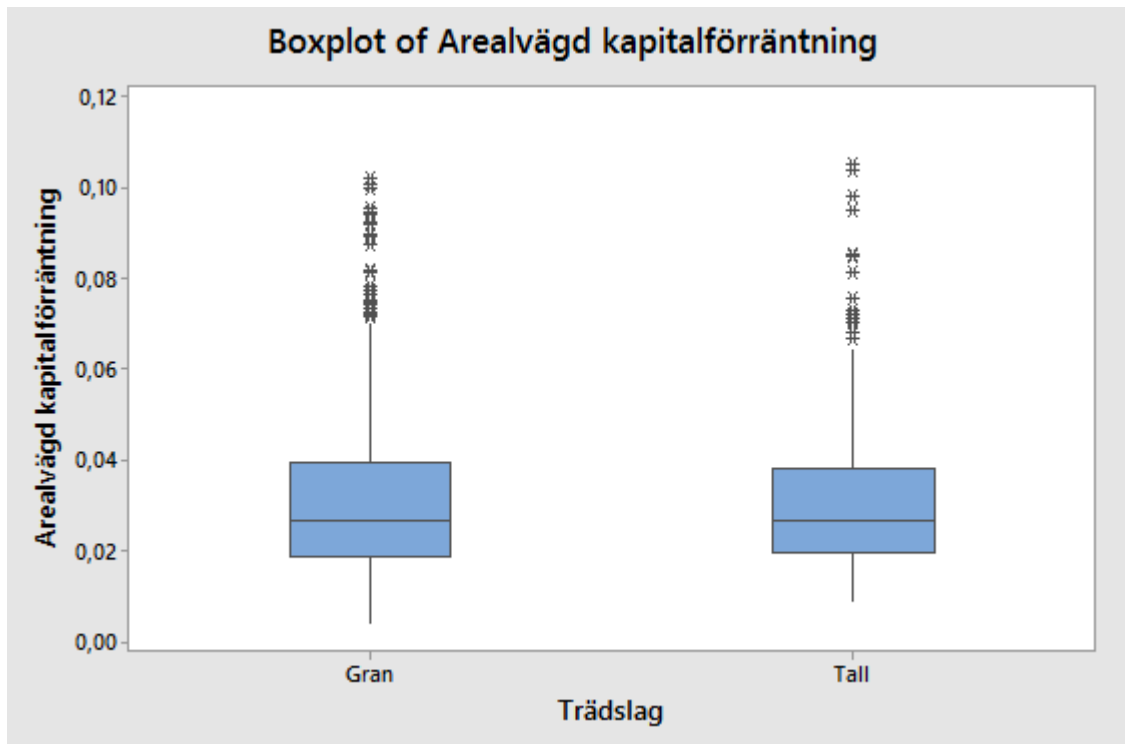 Boxplot of Arealvägd kapitalförräntning
Arealvägd kapitalförräntning
0,12
0,10
0,08
0,06
0,04
0,02
0,00
Gran
Tall
Trädslag